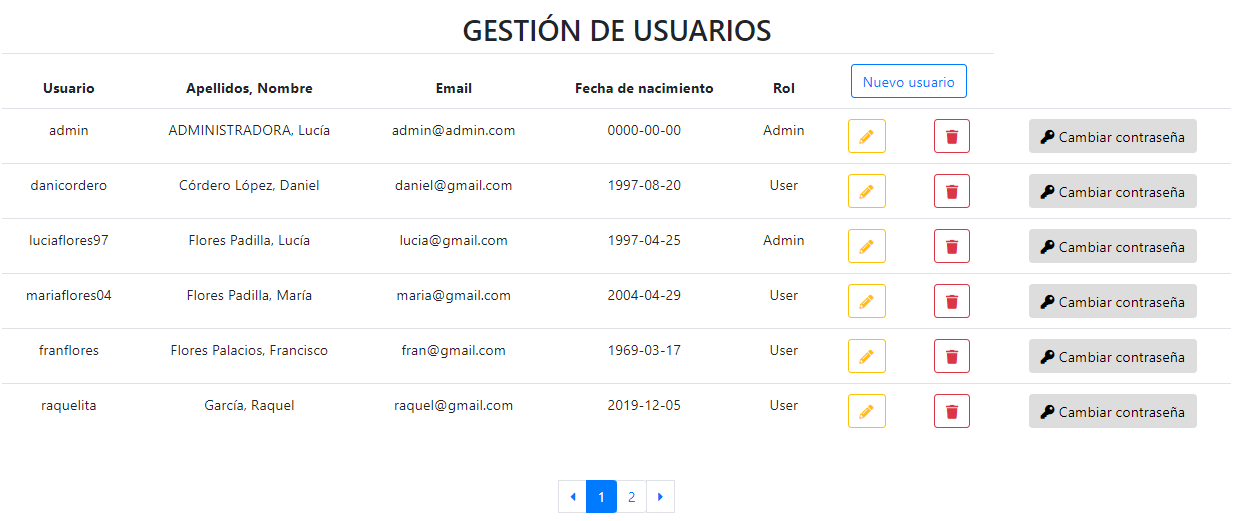 GESTIÓN DE USUARIOS
Usuario Apellidos, Nombre Email Fecha de nacimiento Rol Nuevo usuario
admin ADMINISTRADORA, Lucía admin@admin.com 0000-00-00 Admin Cambiar contraseña
danicordero Córdero López, Daniel daniel@gmail.com 1997-08-20 User Cambiar contraseña
luciaflores97 Flores Padilla, Lucía lucia@gmail.com 1997-04-25 Admin Cambiar contraseña
mariaflores04 Flores Padilla, María maria@gmail.com 2004-04-29 User Cambiar contraseña
franflores Flores Palacios, Francisco fran@gmail.com 1969-03-17 User Cambiar contraseña
raquelita García, Raquel raquel@gmail.com 2019-12-05 User Cambiar contraseña
1 2